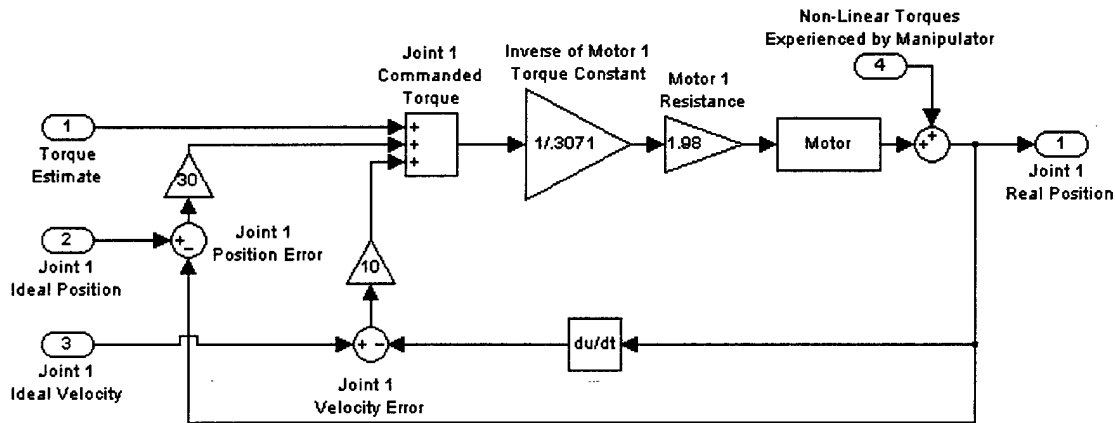 Non-Linear Torques
Experienced by Manipulator
4
Joint 1
Commanded
Torque
Inverse of Motor 1
Torque Constant
Motor 1
Resistance
1
Torque
Estimate
+
+
+
1/.3071
1.98
Motor
+
+
1
Joint 1
Real Position
30
2
Joint 1
Ideal Position
+
-
Joint 1
Position Error
10
3
Joint 1
Ideal Velocity
+ -
Joint 1
Velocity Error
du/dt